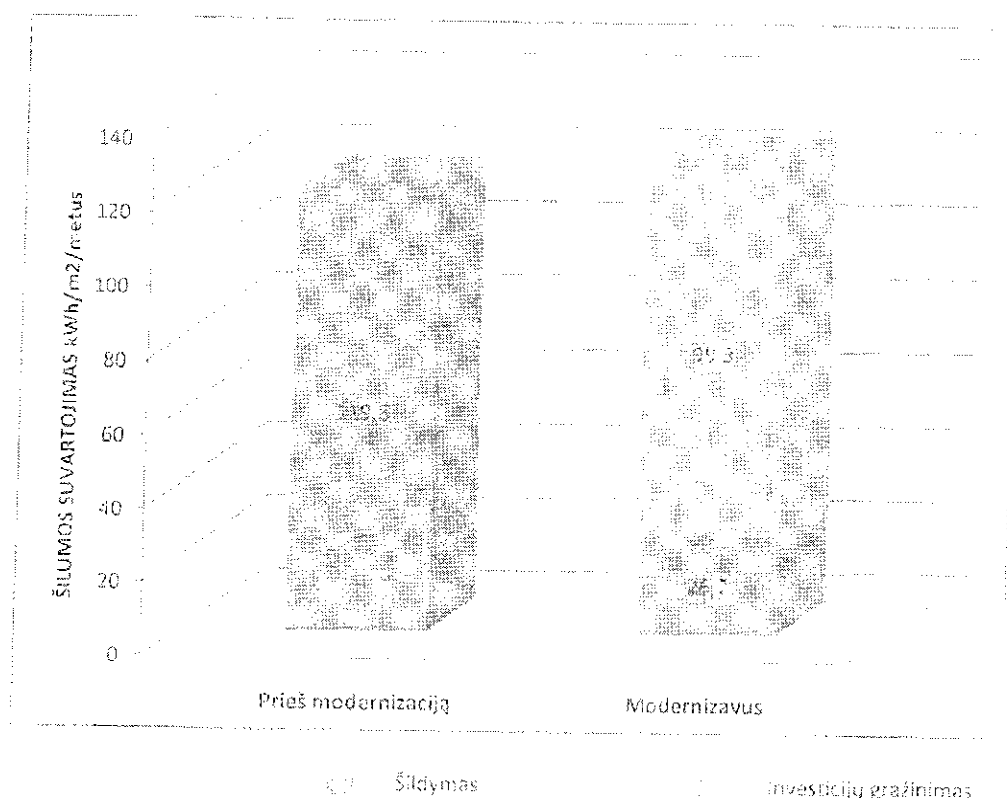 ŠILUMOS SUVARTOJIMAS kWh/m2/metus
140
120
100
80
60
40
20
0
Prieš modernizaciją
Modernizavus
Šildymas
Investicijų grąžinimas